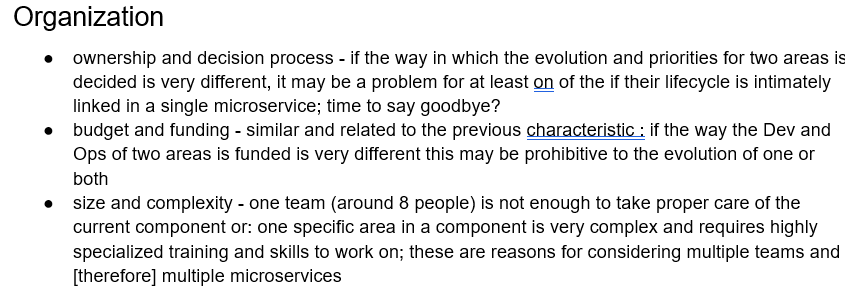 Organization
● ownership and decision process - if the way in which the evolution and priorities for two areas is
decided is very different, it may be a problem for at least on of the if their lifecycle is intimately
linked in a single microservice; time to say goodbye?
● budget and funding - similar and related to the previous characteristic : if the way the Dev and
Ops of two areas is funded is very different this may be prohibitive to the evolution of one or
both
● size and complexity - one team (around 8 people) is not enough to take proper care of the
current component or: one specific area in a component is very complex and requires highly
specialized training and skills to work on; these are reasons for considering multiple teams and
[therefore] multiple microservices